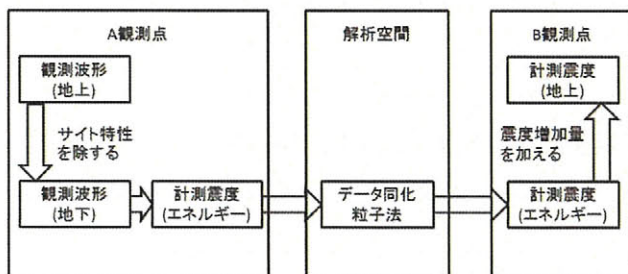 A観測点
観測波形
(地上)
サイト特性
を除する
観測波形
(地下)
計測震度
(エネルギー)
解析空間
データ同化
粒子法
B観測点
計測震度
(地上)
震度増加量
を加える
計測震度
(エネルギー)